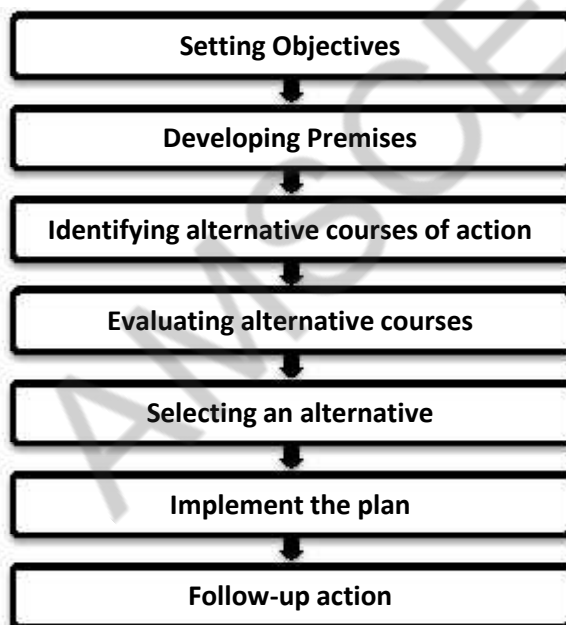 Setting Objectives
Developing Premises
Identifying alternative courses of action
Evaluating alternative courses
Selecting an alternative
Implement the plan
Follow-up action
AMSCE